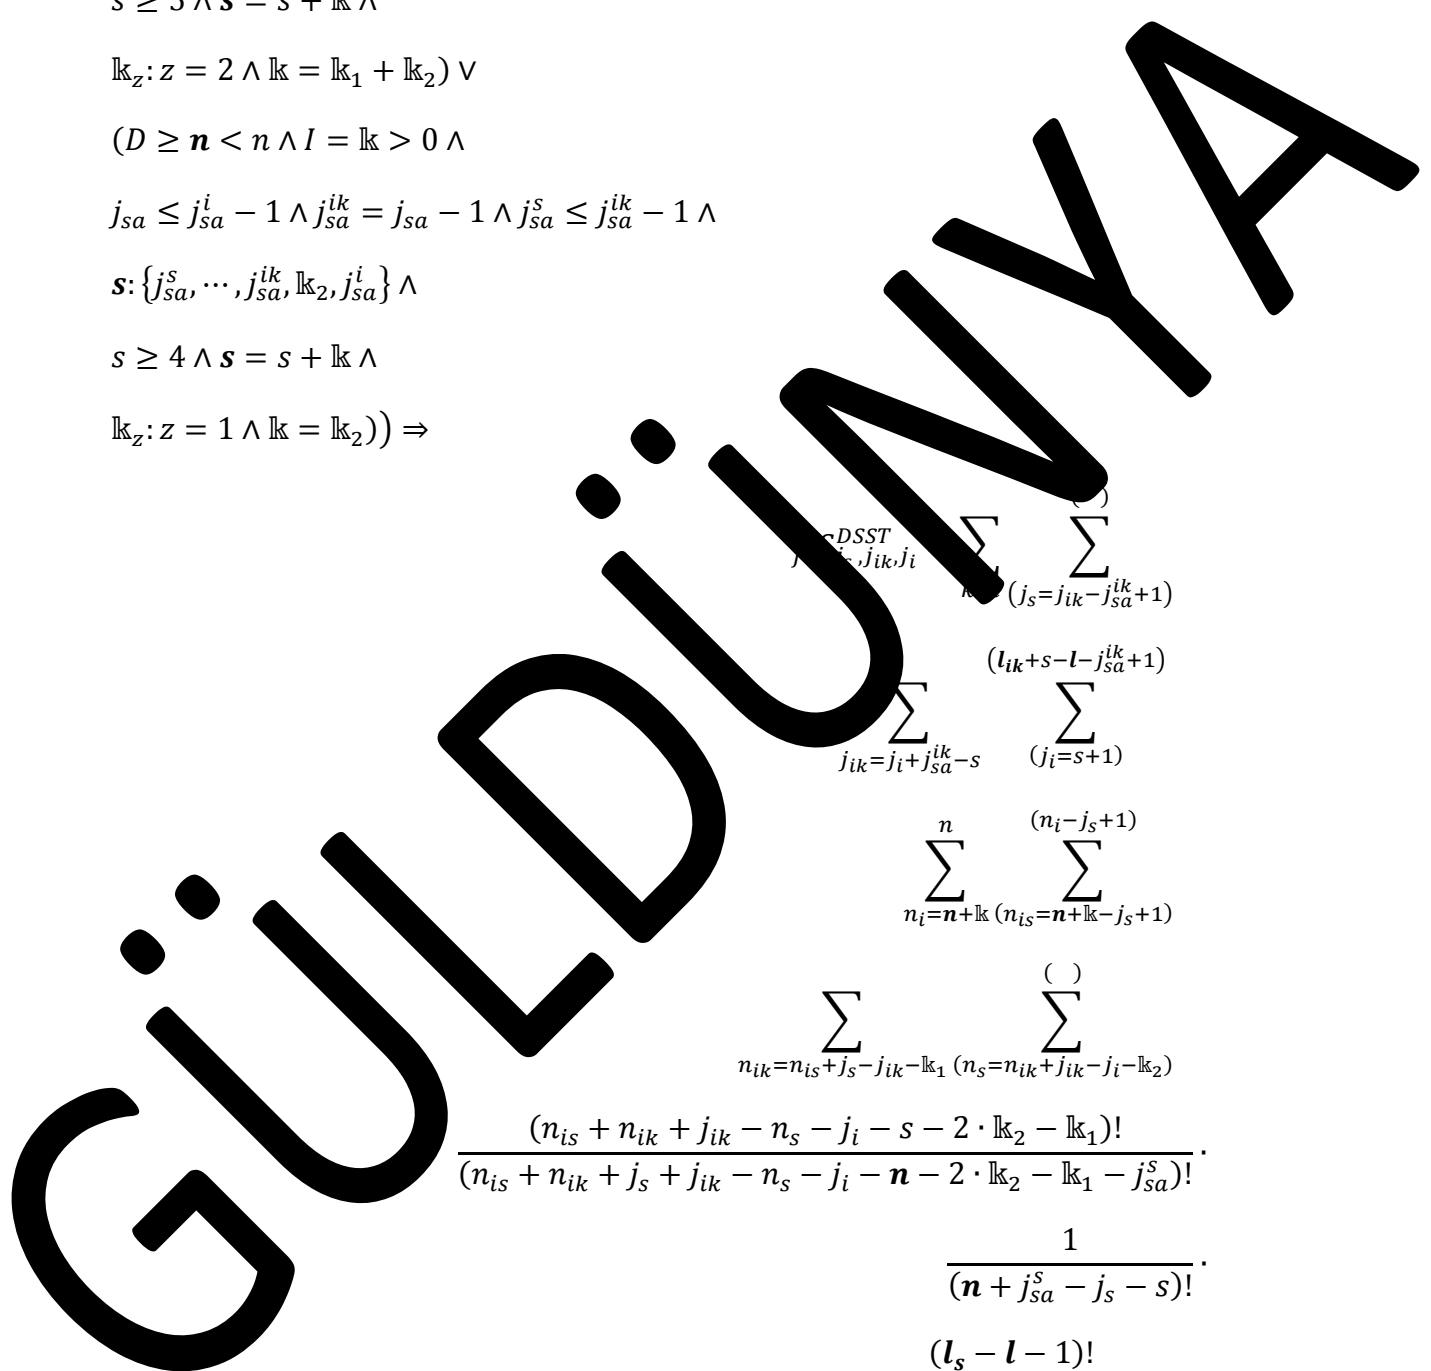 𝕜_z: z = 2 ∧ 𝕜 = 𝕜_1 + 𝕜_2) ∨
(D ≥ 𝒏 < n ∧ I = 𝕜 > 0 ∧
j_{sa} ≤ j_{sa}^{i} − 1 ∧ j_{sa}^{ik} = j_{sa} − 1 ∧ j_{sa}^{s} ≤ j_{sa}^{ik} − 1 ∧
𝒔: {j_{sa}^{s}, ⋯ , j_{sa}^{ik}, 𝕜_2, j_{sa}^{i}} ∧
s ≥ 4 ∧ 𝒔 = s + 𝕜 ∧
𝕜_z: z = 1 ∧ 𝕜 = 𝕜_2)) ⇒
DSST ∑ ∑
,j_{ik},j_i (j_s=j_{ik}−j_{sa}^{ik}+1)
(𝒍_{𝒊𝒌}+s−𝒍−j_{sa}^{ik}+1)
∑ ∑
j_{ik}=j_i+j_{sa}^{ik}−s (j_i=s+1)
n (n_i−j_s+1)
∑ ∑
n_i=𝒏+𝕜 (n_{is}=𝒏+𝕜−j_s+1)
( )
∑ ∑
n_{ik}=n_{is}+j_s−j_{ik}−𝕜_1 (n_s=n_{ik}+j_{ik}−j_i−𝕜_2)
(n_{is} + n_{ik} + j_{ik} − n_s − j_i − s − 2 · 𝕜_2 − 𝕜_1)!
(n_{is} + n_{ik} + j_s + j_{ik} − n_s − j_i − 𝒏 − 2 · 𝕜_2 − 𝕜_1 − j_{sa}^{s})! ·
1
(𝒏 + j_{sa}^{s} − j_s − s)! ·
(𝒍_𝒔 − 𝒍 − 1)!
GÜLDÜNYA